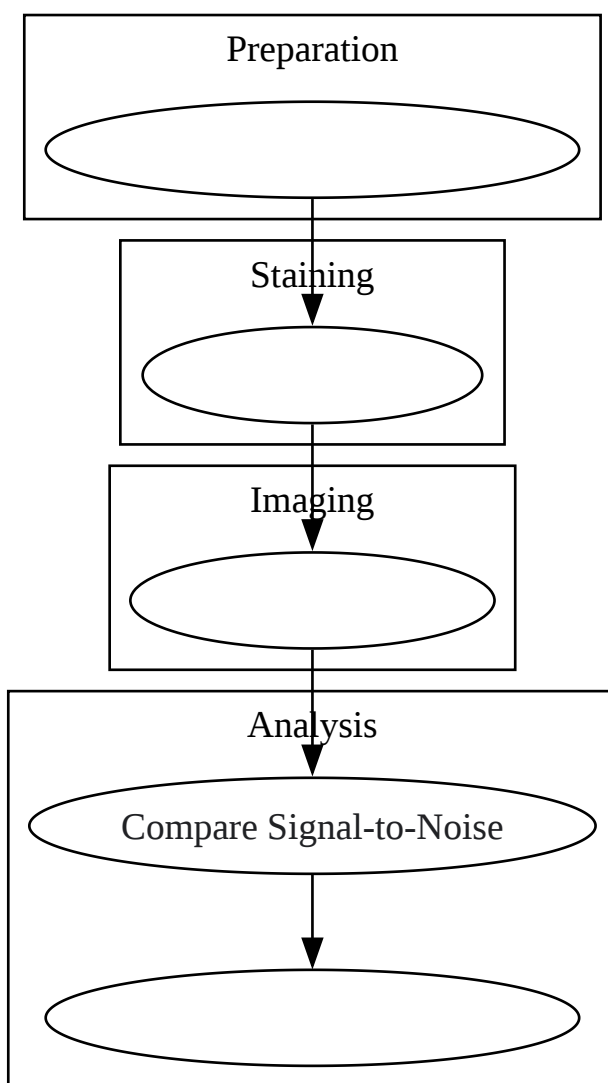 Preparation
Staining
Imaging
Analysis
Compare Signal-to-Noise